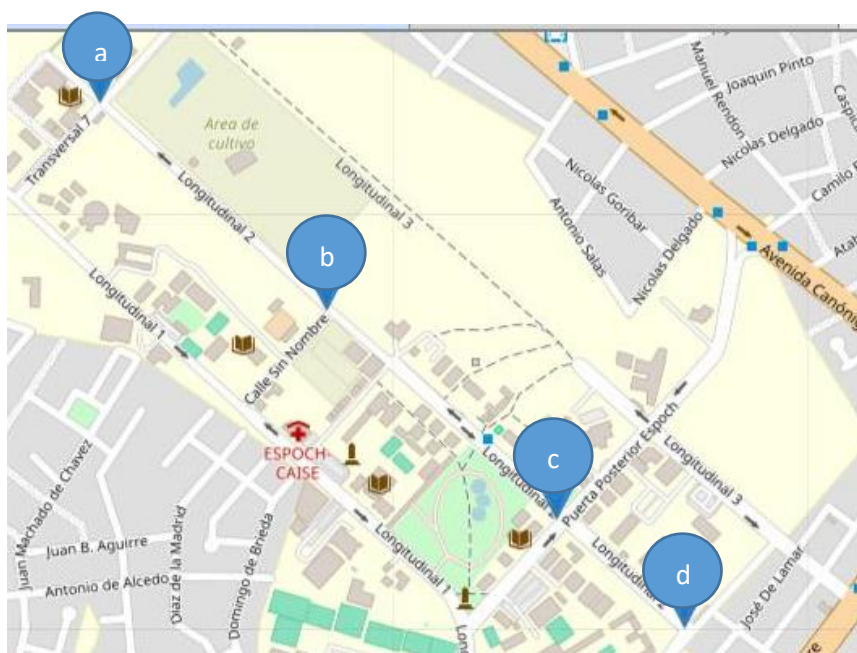 a
Joaquin Pinto
Manuel Rendon
Area de
cultivo
Transversal 7
Longitudinal 3
Nicolas Delgado
Longitudinal 2
Nicolas Goribar
Antonio Salas
Nicolas Delgado
b
Avenida Canónig
Longitudinal 1
Calle Sin Nombre
ESPOCH-
CAISE
c
Longitudinal
Puerta Posterior Espoch
Longitudinal 3
Juan Machado de Chavez
Juan B. Aguirre
Antonio de Alcedo
Diaz de la Madrid
Domingo de Brieda
Longitudinal 1
d
José De Lamar
Longitudinal